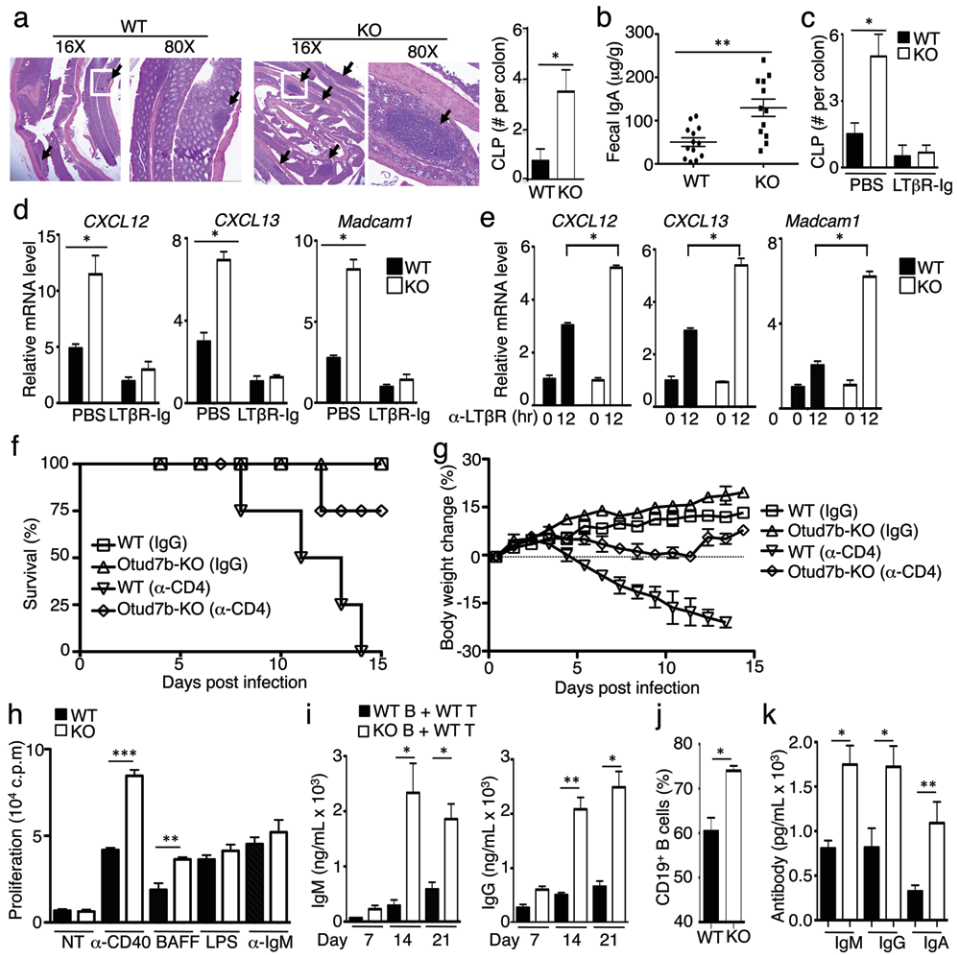 a
WT
16X
80X
KO
16X
80X
CLP (# per colon)
6
4
2
0
*
WT KO
b
Fecal IgA (µg/g)
300
200
100
0
**
WT
KO
c
WT
KO
CLP (# per colon)
6
4
2
0
*
PBS
LTβR-Ig
d
Relative mRNA level
CXCL12
15
10
5
0
*
PBS LTβR-Ig
CXCL13
8
4
0
*
PBS LTβR-Ig
Madcam1
10
5
0
*
PBS LTβR-Ig
WT
KO
e
Relative mRNA level
CXCL12
6
4
2
0
*
α-LTβR (hr) 0 12 0 12
CXCL13
6
4
2
0
*
0 12 0 12
Madcam1
8
4
0
*
0 12 0 12
WT
KO
f
Survival (%)
100
75
50
25
0
WT (IgG)
Otud7b-KO (IgG)
WT (α-CD4)
Otud7b-KO (α-CD4)
0 5 10 15
Days post infection
g
Body weight change (%)
30
15
0
-15
-30
0 5 10 15
Days post infection
WT (IgG)
Otud7b-KO (IgG)
WT (α-CD4)
Otud7b-KO (α-CD4)
h
WT
KO
Proliferation (10⁴ c.p.m)
10
5
0
***
**
NT α-CD40 BAFF LPS α-IgM
i
WT B + WT T
KO B + WT T
IgM (ng/mL x 10³)
3
2
1
0
*
*
Day 7 14 21
IgG (ng/mL x 10³)
3
2
1
0
**
*
Day 7 14 21
j
CD19⁺ B cells (%)
80
70
60
50
40
*
WT KO
k
Antibody (pg/mL x 10³)
2.0
1.5
1.0
0.5
0
*
*
**
IgM IgG IgA